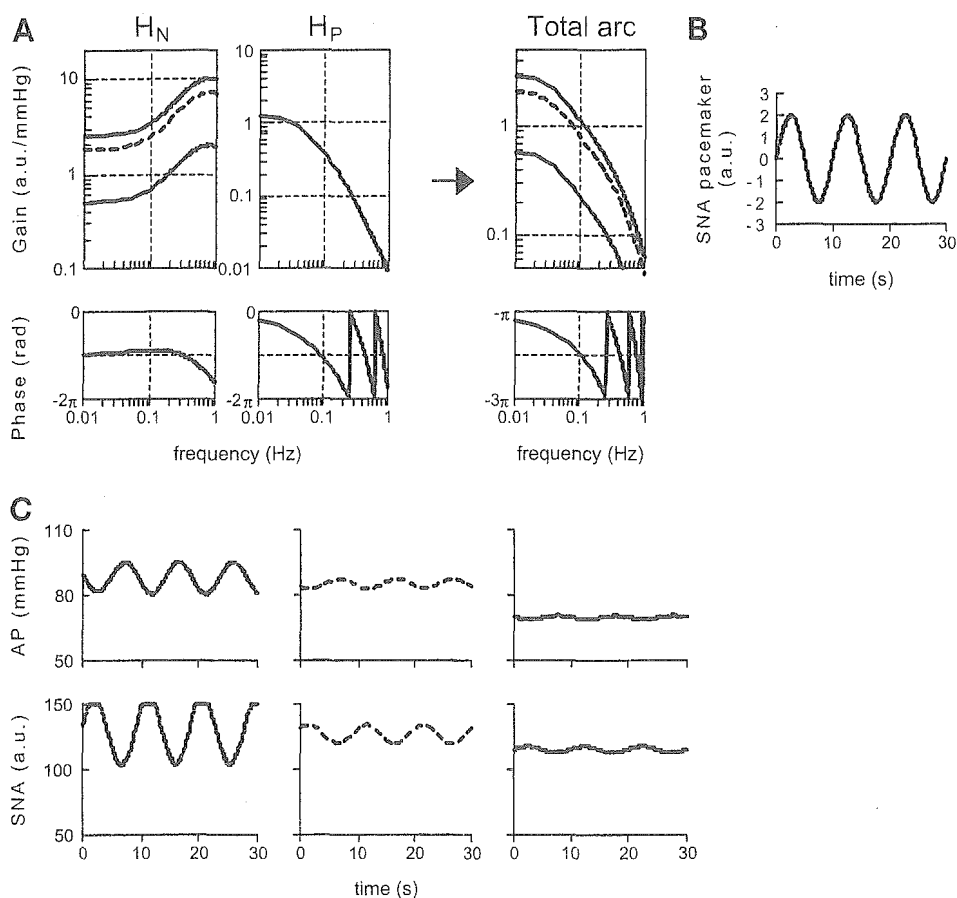 A
H_N
H_P
Total arc
B
Gain (a.u./mmHg)
10
1
0.1
10
1
0.1
0.01
1
0.1
SNA pacemaker
(a.u.)
3
2
1
0
-1
-2
-3
0 10 20 30
time (s)
Phase (rad)
0
-2π
0.01 0.1 1
0
-2π
0.01 0.1 1
-π
-3π
0.01 0.1 1
frequency (Hz)
frequency (Hz)
C
AP (mmHg)
110
80
50
SNA (a.u.)
150
100
50
0 10 20 30
0 10 20 30
0 10 20 30
time (s)